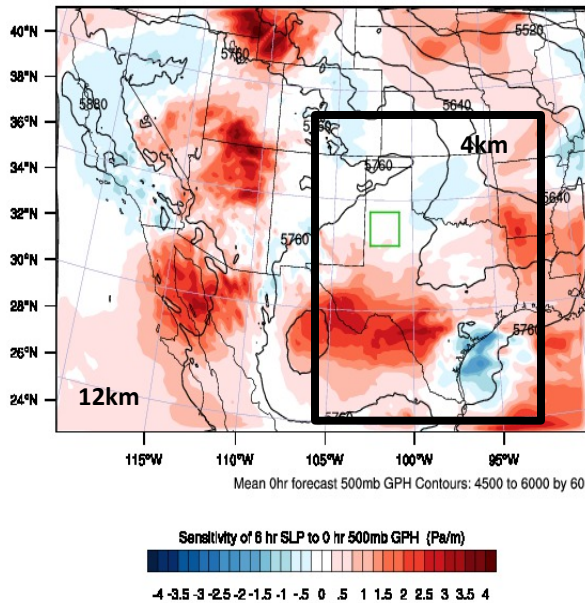 40°N
38°N
36°N
34°N
32°N
30°N
28°N
26°N
24°N
5760
5520
5880
5640
5760
4km
5760
5640
5760
5760
5760
12km
115°W 110°W 105°W 100°W 95°W
Mean 0hr forecast 500mb GPH Contours: 4500 to 6000 by 60
Sensitivity of 6 hr SLP to 0 hr 500mb GPH (Pa/m)
-4 -3.5 -3 -2.5 -2 -1.5 -1 -.5 0 .5 1 1.5 2 2.5 3 3.5 4